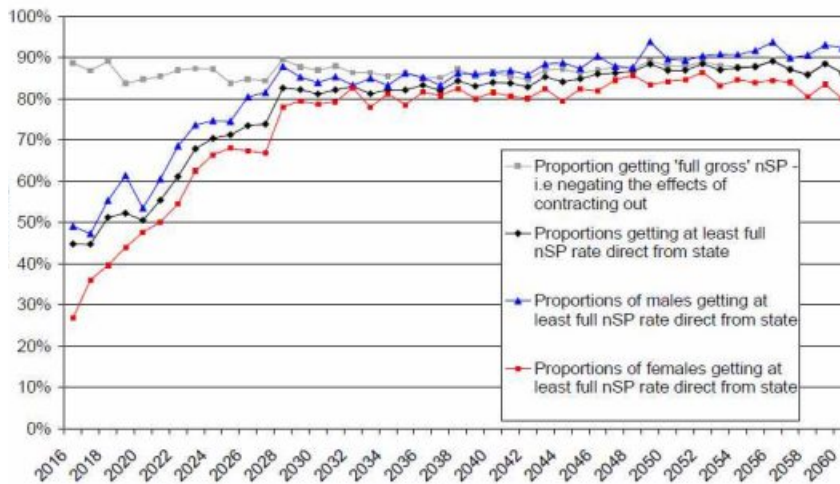 100%
90%
80%
70%
60%
50%
40%
30%
20%
10%
0%
Proportion getting 'full gross' nSP -
i.e negating the effects of
contracting out
Proportions getting at least full
nSP rate direct from state
Proportions of males getting at
least full nSP rate direct from state
Proportions of females getting at
least full nSP rate direct from state
2016 2018 2020 2022 2024 2026 2028 2030 2032 2034 2036 2038 2040 2042 2044 2046 2048 2050 2052 2054 2056 2058 2060